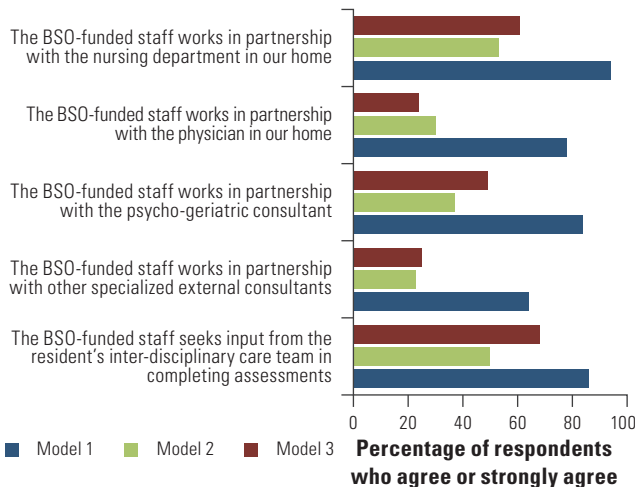 The BSO-funded staff works in partnership
with the nursing department in our home
The BSO-funded staff works in partnership
with the physician in our home
The BSO-funded staff works in partnership
with the psycho-geriatric consultant
The BSO-funded staff works in partnership
with other specialized external consultants
The BSO-funded staff seeks input from the
resident's inter-disciplinary care team in
completing assessments
0 20 40 60 80 100
Model 1 Model 2 Model 3
Percentage of respondents
who agree or strongly agree